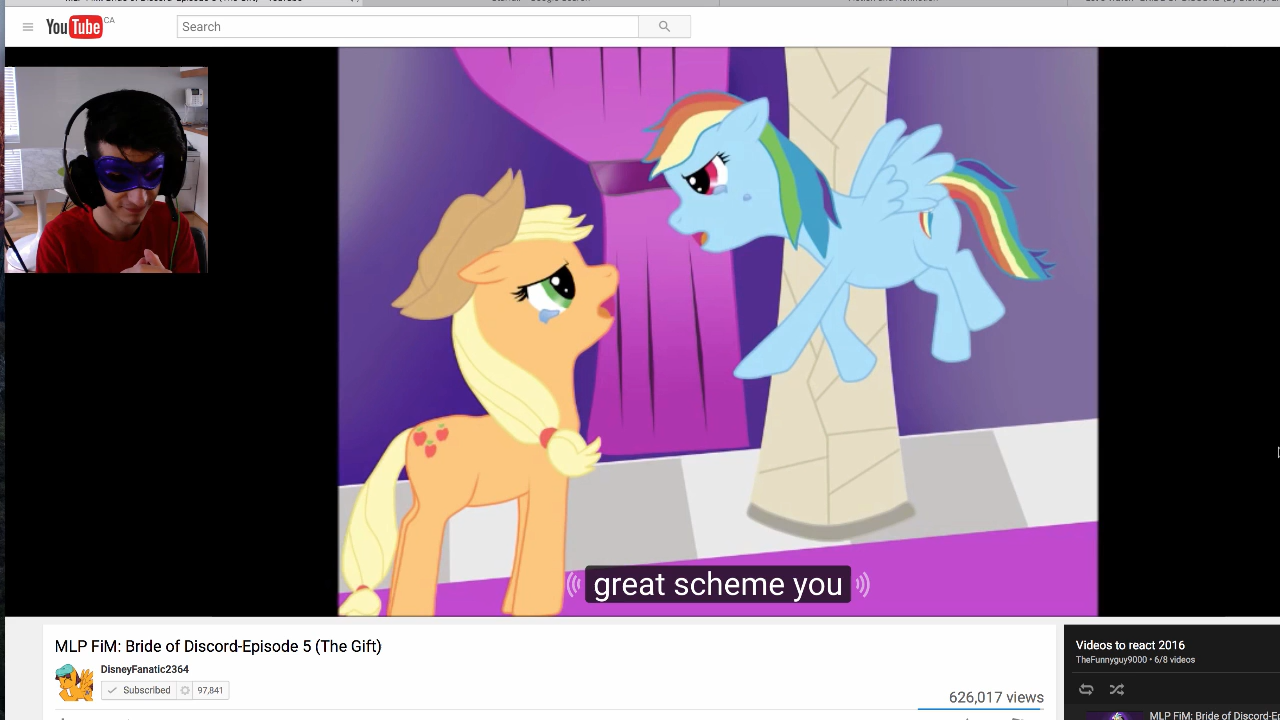 YouTube CA
Search
great scheme you
MLP FiM: Bride of Discord-Episode 5 (The Gift)
DisneyFanatic2364
Subscribed 97,841
626,017 views
Videos to react 2016
TheFunnyguy9000 • 6/8 videos
MLP FiM: Bride of Discord-E